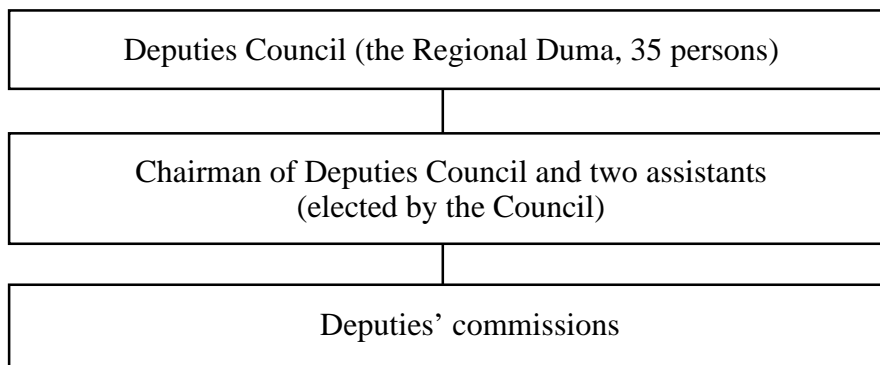 Deputies Council (the Regional Duma, 35 persons)
Chairman of Deputies Council and two assistants
(elected by the Council)
Deputies’ commissions